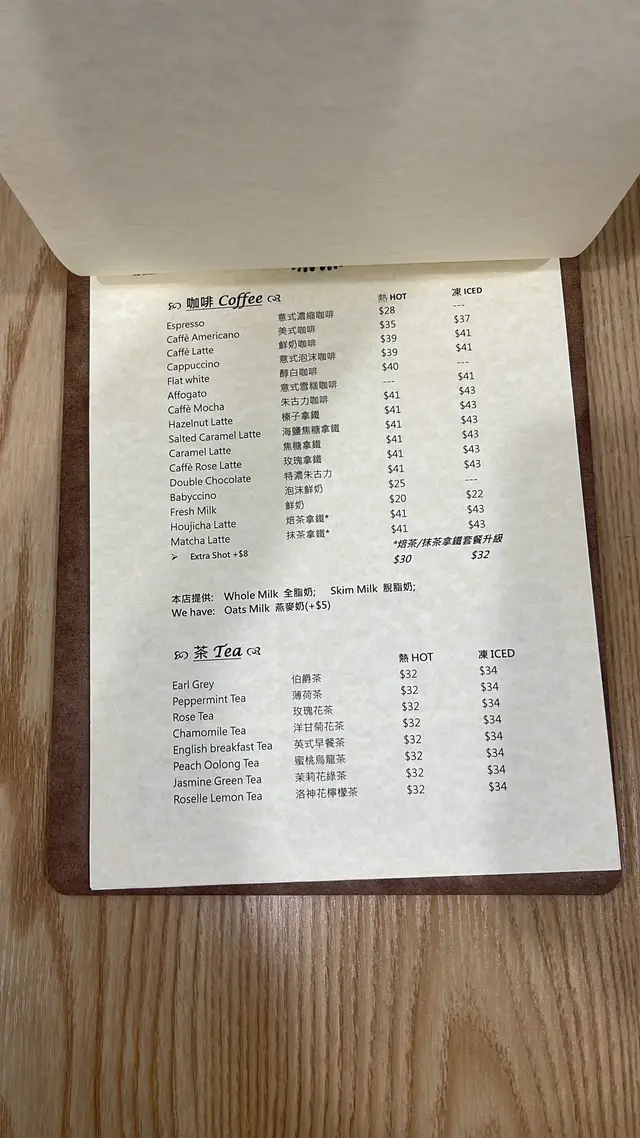 咖啡 Coffee 熱 HOT 凍 ICED
Espresso 意式濃縮咖啡 $28 ---
Caffè Americano 美式咖啡 $35 $37
Caffè Latte 鮮奶咖啡 $39 $41
Cappuccino 意式泡沫咖啡 $39 $41
Flat white 醇白咖啡 $40 ---
Affogato 意式雪糕咖啡 --- $41
Caffè Mocha 朱古力咖啡 $41 $43
Hazelnut Latte 榛子拿鐵 $41 $43
Salted Caramel Latte 海鹽焦糖拿鐵 $41 $43
Caramel Latte 焦糖拿鐵 $41 $43
Caffè Rose Latte 玫瑰拿鐵 $41 $43
Double Chocolate 特濃朱古力 $41 $43
Babyccino 泡沫鮮奶 $25 ---
Fresh Milk 鮮奶 $20 $22
Houjicha Latte 焙茶拿鐵* $41 $43
Matcha Latte 抹茶拿鐵* $41 $43
➢ Extra Shot +$8 *焙茶/抹茶拿鐵套餐升級
$30 $32
本店提供: Whole Milk 全脂奶; Skim Milk 脫脂奶;
We have: Oats Milk 燕麥奶(+$5)
茶 Tea 熱 HOT 凍 ICED
Earl Grey 伯爵茶 $32 $34
Peppermint Tea 薄荷茶 $32 $34
Rose Tea 玫瑰花茶 $32 $34
Chamomile Tea 洋甘菊花茶 $32 $34
English breakfast Tea 英式早餐茶 $32 $34
Peach Oolong Tea 蜜桃烏龍茶 $32 $34
Jasmine Green Tea 茉莉花綠茶 $32 $34
Roselle Lemon Tea 洛神花檸檬茶 $32 $34